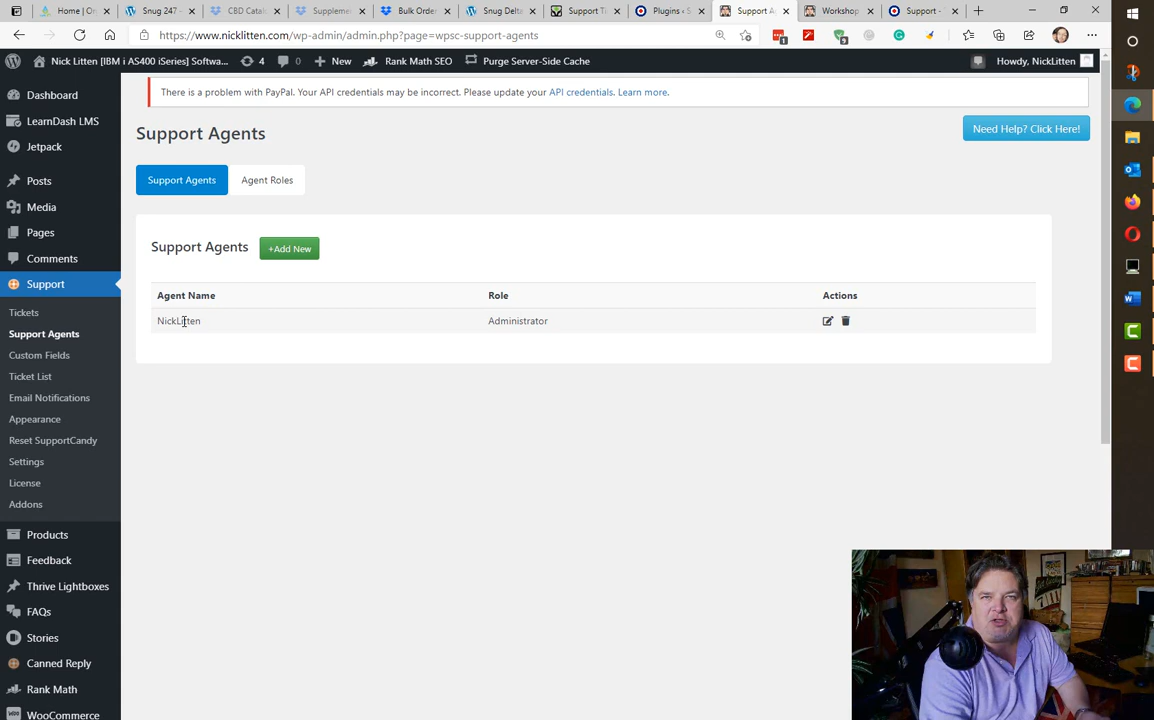 Home | On
Snug 247 -
CBD Catal
Supplemen
Bulk Order
Snug Delta
Support Ti
Plugins ‹ S
Support A
Workshop
Support -
https://www.nicklitten.com/wp-admin/admin.php?page=wpsc-support-agents
Nick Litten [IBM i AS400 iSeries] Softwa...
4
0
New
Rank Math SEO
Purge Server-Side Cache
Howdy, NickLitten
There is a problem with PayPal. Your API credentials may be incorrect. Please update your API credentials. Learn more.
Support Agents
Need Help? Click Here!
Support Agents
Agent Roles
Support Agents
+Add New
Agent Name
Role
Actions
NickLitten
Administrator
Dashboard
LearnDash LMS
Jetpack
Posts
Media
Pages
Comments
Support
Tickets
Support Agents
Custom Fields
Ticket List
Email Notifications
Appearance
Reset SupportCandy
Settings
License
Addons
Products
Feedback
Thrive Lightboxes
FAQs
Stories
Canned Reply
Rank Math
WooCommerce